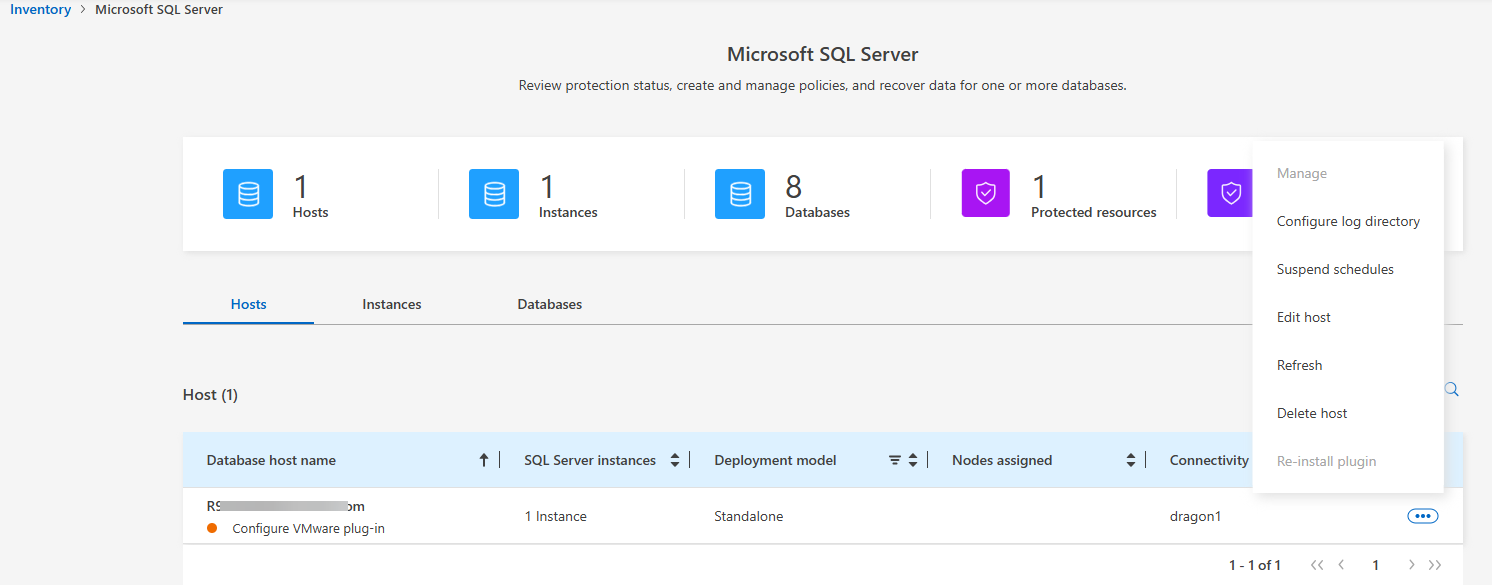 Inventory > Microsoft SQL Server
Microsoft SQL Server
Review protection status, create and manage policies, and recover data for one or more databases.
1
Hosts
1
Instances
8
Databases
1
Protected resources
Manage
Configure log directory
Suspend schedules
Edit host
Refresh
Delete host
Re-install plugin
Hosts Instances Databases
Host (1)
Database host name SQL Server instances Deployment model Nodes assigned Connectivity
1 Instance Standalone dragon1
Configure VMware plug-in
1 - 1 of 1 << < 1 > >>